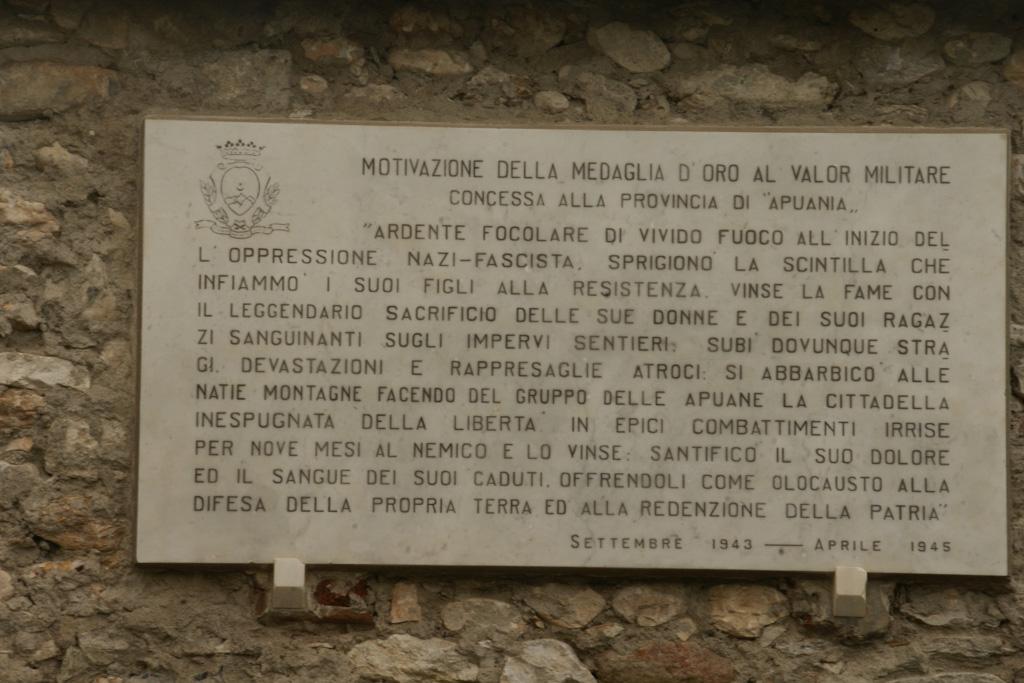 MOTIVAZIONE DELLA MEDAGLIA D'ORO AL VALOR MILITARE
CONCESSA ALLA PROVINCIA DI "APUANIA„
"ARDENTE FOCOLARE DI VIVIDO FUOCO ALL'INIZIO DEL
L'OPPRESSIONE NAZI-FASCISTA, SPRIGIONO' LA SCINTILLA CHE
INFIAMMO' I SUOI FIGLI ALLA RESISTENZA. VINSE LA FAME CON
IL LEGGENDARIO SACRIFICIO DELLE SUE DONNE E DEI SUOI RAGAZ
ZI SANGUINANTI SUGLI IMPERVI SENTIERI; SUBI' DOVUNQUE STRA
GI, DEVASTAZIONI E RAPPRESAGLIE ATROCI; SI ABBARBICO' ALLE
NATIE MONTAGNE FACENDO DEL GRUPPO DELLE APUANE LA CITTADELLA
INESPUGNATA DELLA LIBERTA' IN EPICI COMBATTIMENTI IRRISE
PER NOVE MESI AL NEMICO E LO VINSE; SANTIFICO' IL SUO DOLORE
ED IL SANGUE DEI SUOI CADUTI, OFFRENDOLI COME OLOCAUSTO ALLA
DIFESA DELLA PROPRIA TERRA ED ALLA REDENZIONE DELLA PATRIA"
SETTEMBRE 1943 — APRILE 1945